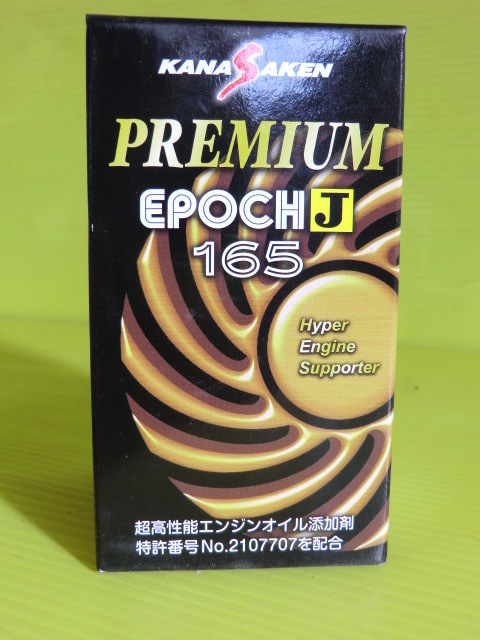 KANASAKEN
PREMIUM
EPOCH J
165
Hyper
Engine
Supporter
超高性能エンジンオイル添加剤
特許番号No.2107707を配合